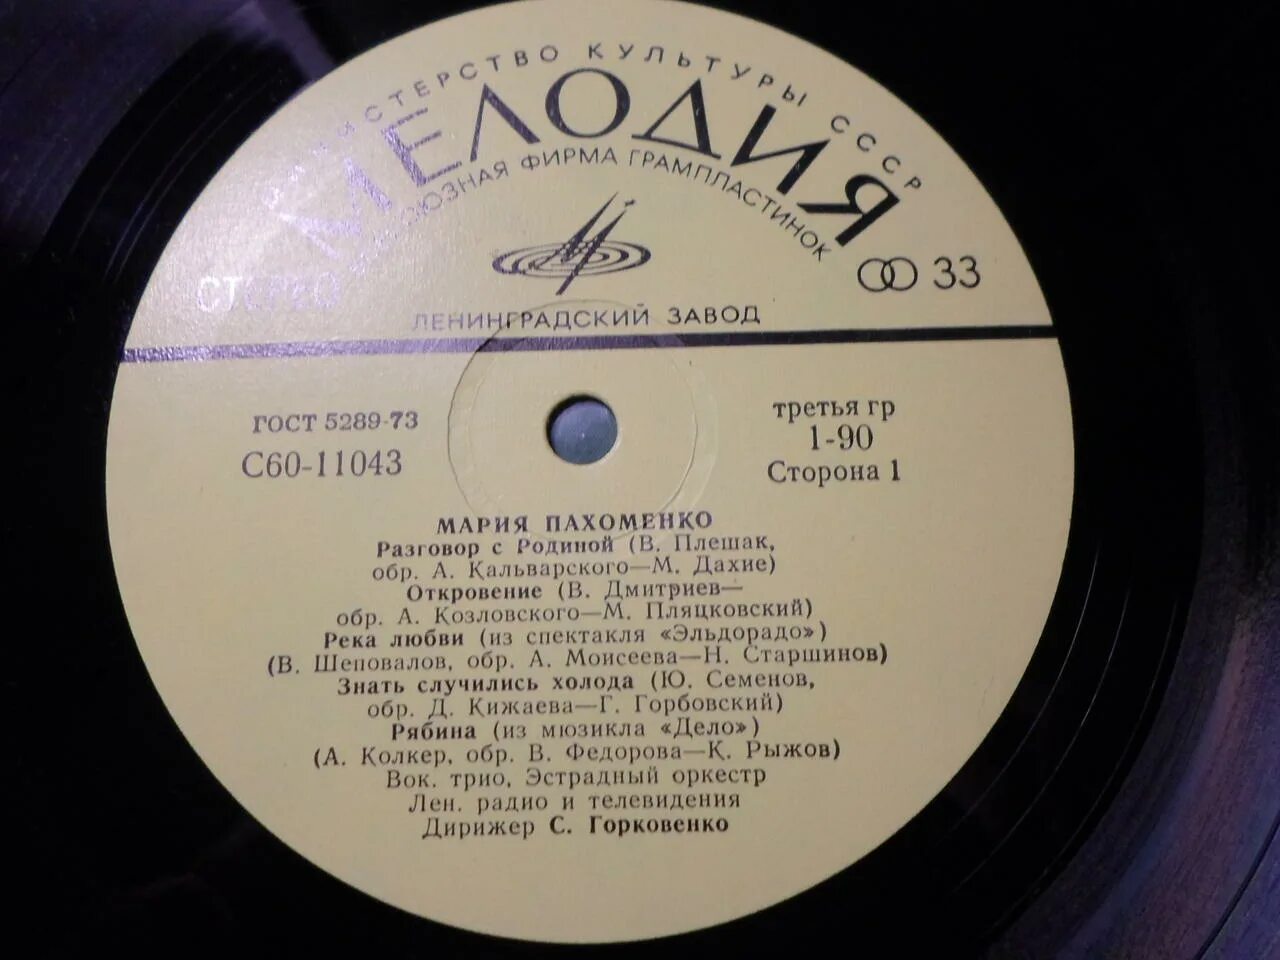 МИНИСТЕРСТВО КУЛЬТУРЫ СССР
МЕЛОДИЯ
ВСЕСОЮЗНАЯ ФИРМА ГРАМПЛАСТИНОК
СТЕРЕО
33
ЛЕНИНГРАДСКИЙ ЗАВОД
ГОСТ 5289-73
С60-11043
третья гр
1-90
Сторона 1
МАРИЯ ПАХОМЕНКО
Разговор с Родиной (В. Плешак,
обр. А. Кальварского—М. Дахие)
Откровение (В. Дмитриев—
обр. А. Козловского—М. Пляцковский)
Река любви (из спектакля «Эльдорадо»)
(В. Шеповалов, обр. А. Моисеева—Н. Старшинов)
Знать случились холода (Ю. Семенов,
обр. Д. Кижаева—Г. Горбовский)
Рябина (из мюзикла «Дело»)
(А. Колкер, обр. В. Федорова—К. Рыжов)
Вок. трио, Эстрадный оркестр
Лен. радио и телевидения
Дирижер С. Горковенко